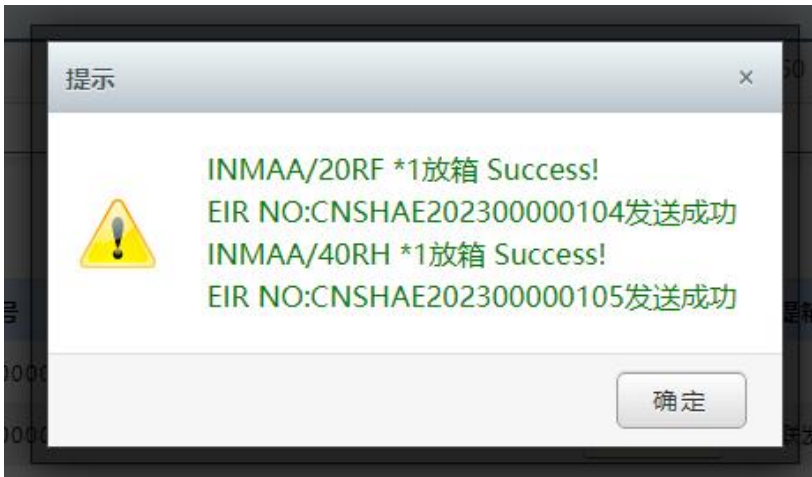 提示
×
INMAA/20RF *1放箱 Success!
EIR NO:CNSHAE202300000104发送成功
INMAA/40RH *1放箱 Success!
EIR NO:CNSHAE202300000105发送成功
确定